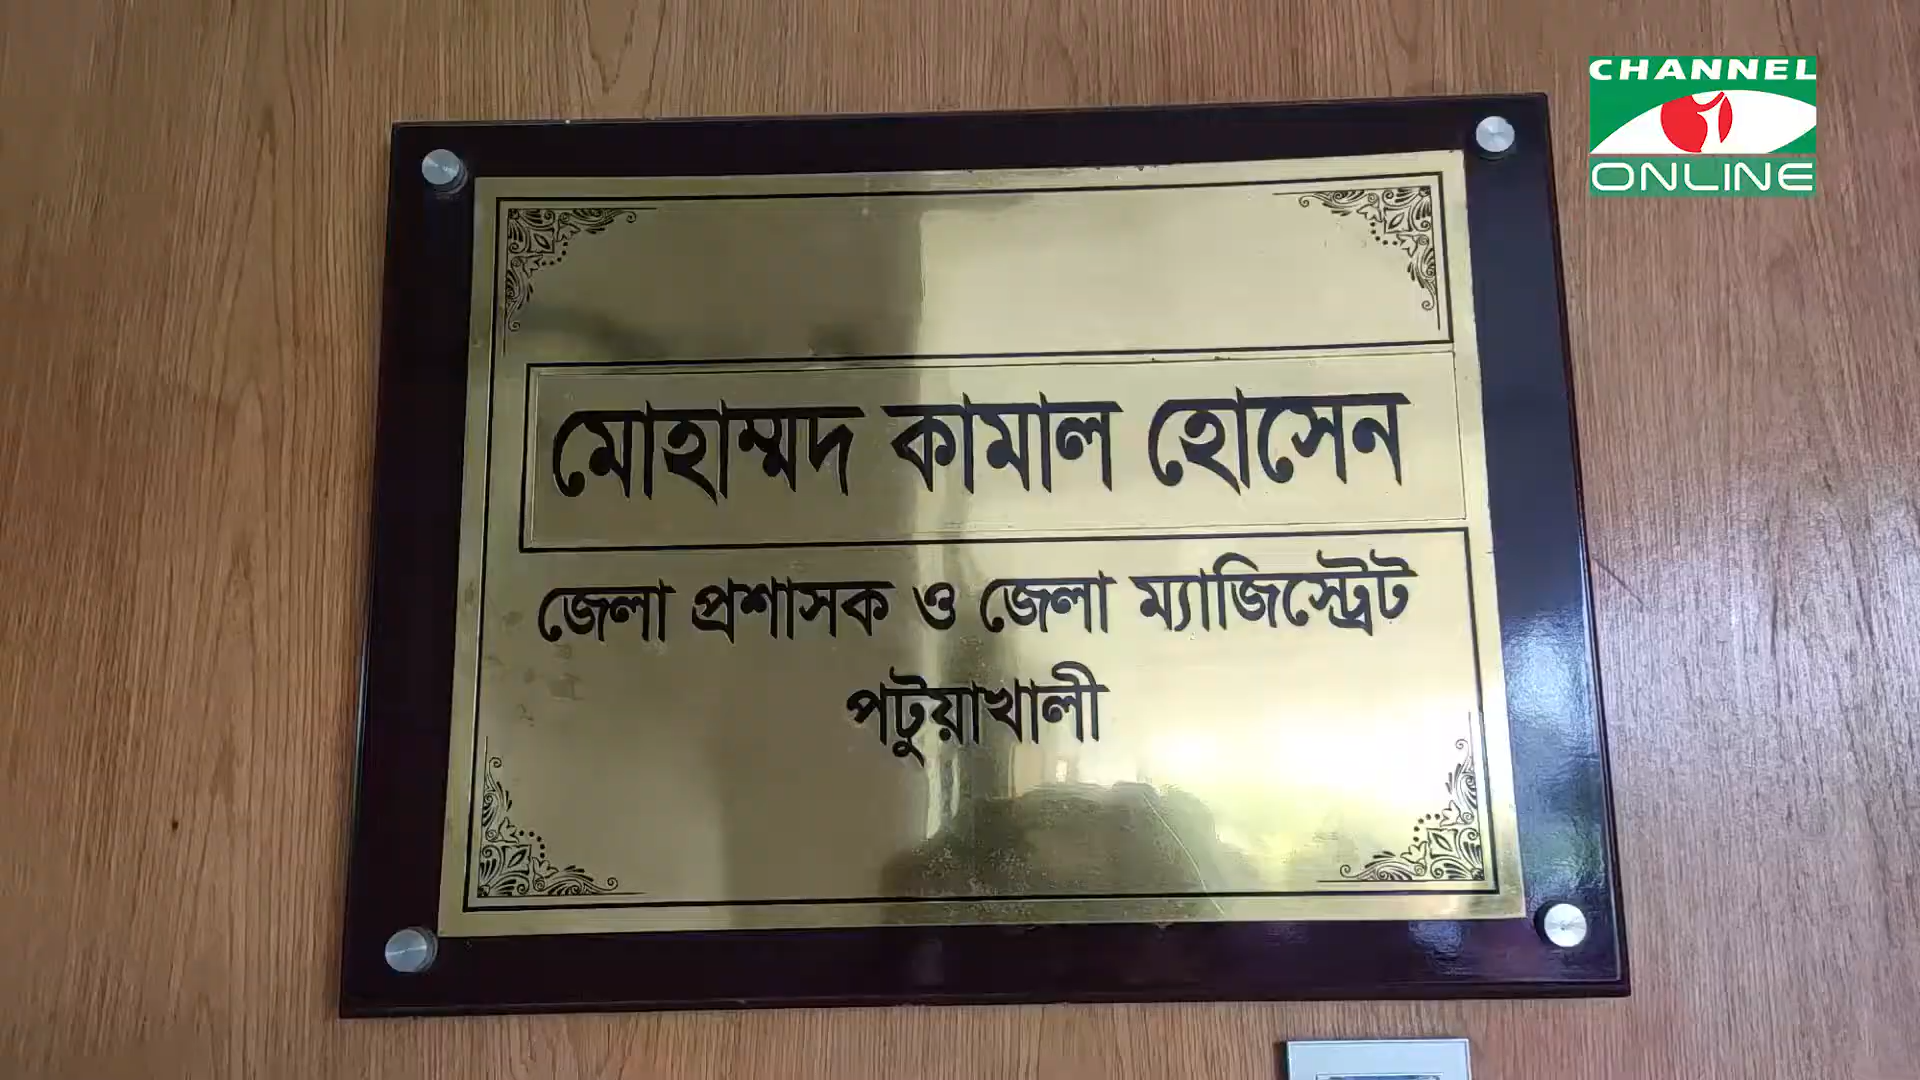 CHANNEL
ONLINE
মোহাম্মদ কামাল হোসেন
জেলা প্রশাসক ও জেলা ম্যাজিস্ট্রেট
পটুয়াখালী